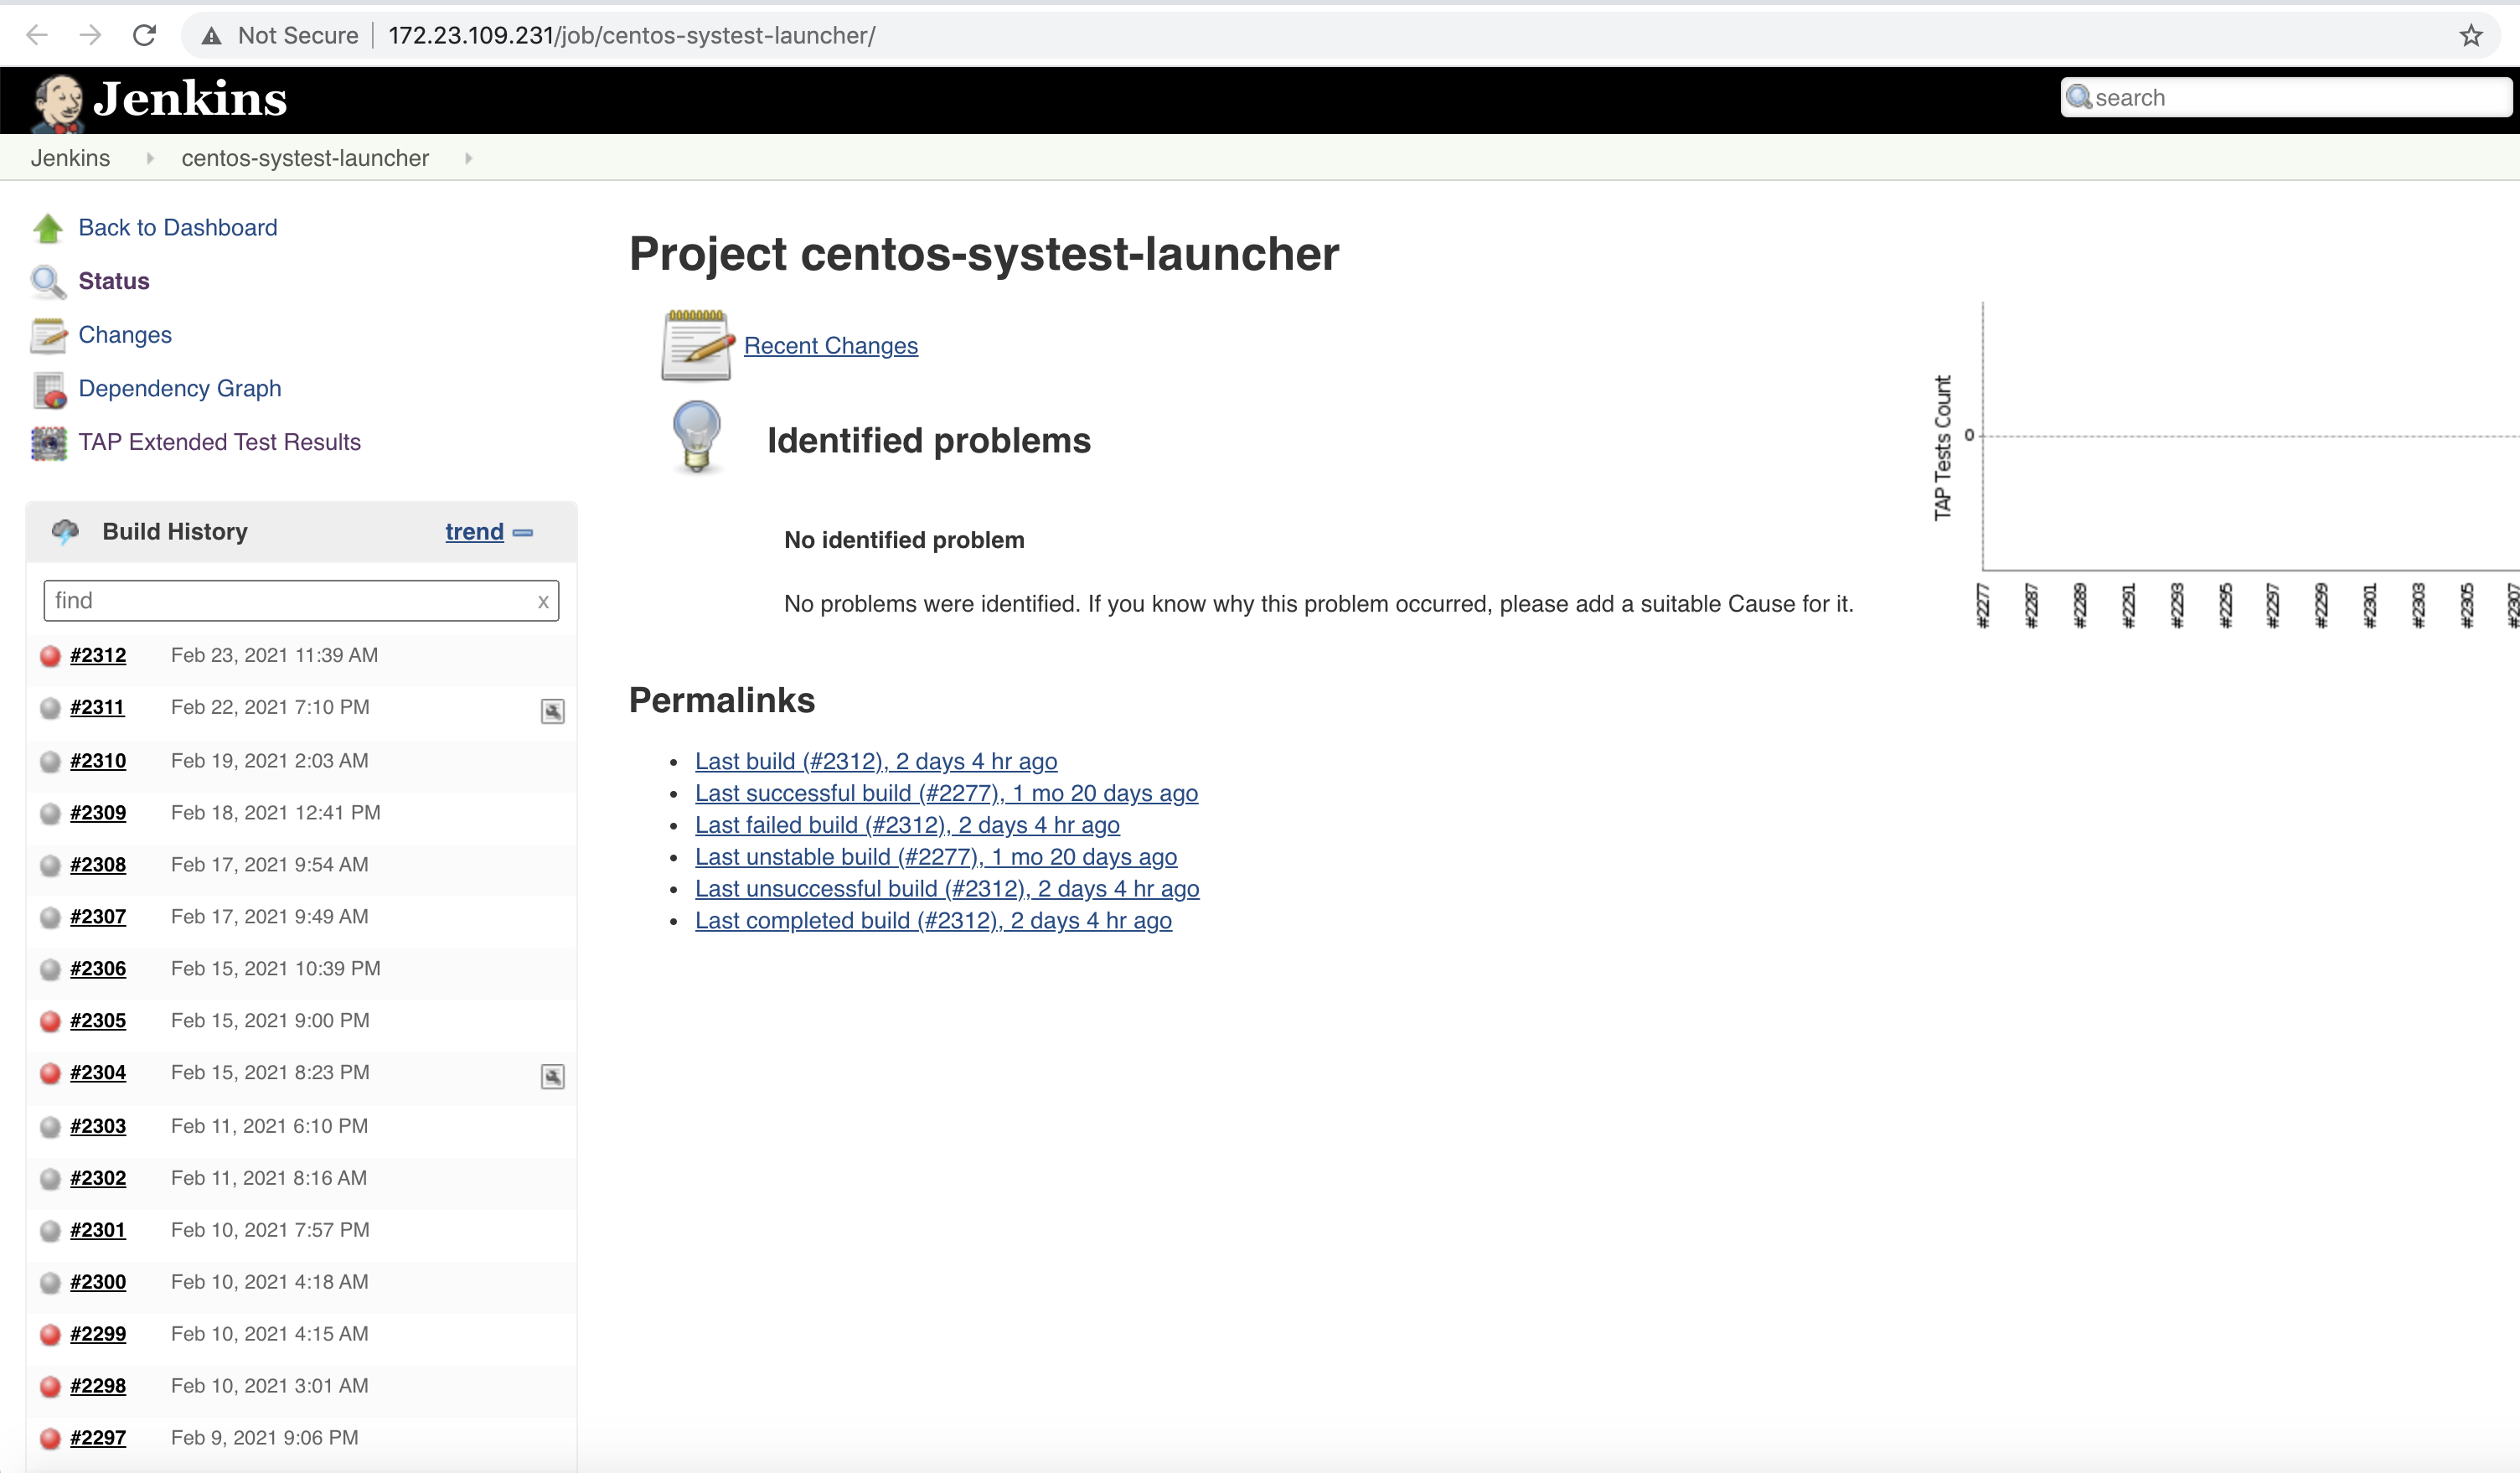 Not Secure 172.23.109.231/job/centos-systest-launcher/
Jenkins
search
Jenkins centos-systest-launcher
Back to Dashboard
Status
Changes
Dependency Graph
TAP Extended Test Results
Build History trend
find x
#2312 Feb 23, 2021 11:39 AM
#2311 Feb 22, 2021 7:10 PM
#2310 Feb 19, 2021 2:03 AM
#2309 Feb 18, 2021 12:41 PM
#2308 Feb 17, 2021 9:54 AM
#2307 Feb 17, 2021 9:49 AM
#2306 Feb 15, 2021 10:39 PM
#2305 Feb 15, 2021 9:00 PM
#2304 Feb 15, 2021 8:23 PM
#2303 Feb 11, 2021 6:10 PM
#2302 Feb 11, 2021 8:16 AM
#2301 Feb 10, 2021 7:57 PM
#2300 Feb 10, 2021 4:18 AM
#2299 Feb 10, 2021 4:15 AM
#2298 Feb 10, 2021 3:01 AM
#2297 Feb 9, 2021 9:06 PM
Project centos-systest-launcher
Recent Changes
Identified problems
No identified problem
No problems were identified. If you know why this problem occurred, please add a suitable Cause for it.
Permalinks
Last build (#2312), 2 days 4 hr ago
Last successful build (#2277), 1 mo 20 days ago
Last failed build (#2312), 2 days 4 hr ago
Last unstable build (#2277), 1 mo 20 days ago
Last unsuccessful build (#2312), 2 days 4 hr ago
Last completed build (#2312), 2 days 4 hr ago
TAP Tests Count
0
#2277
#2287
#2289
#2291
#2293
#2295
#2297
#2299
#2301
#2303
#2305
#2307